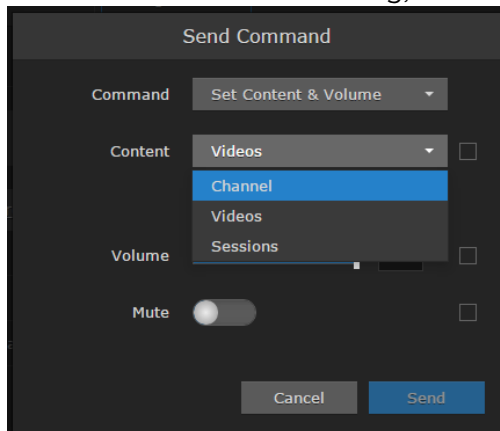 Send Command
Command Set Content & Volume
Content Videos
Channel
Videos
Sessions
Volume
Mute
Cancel Send